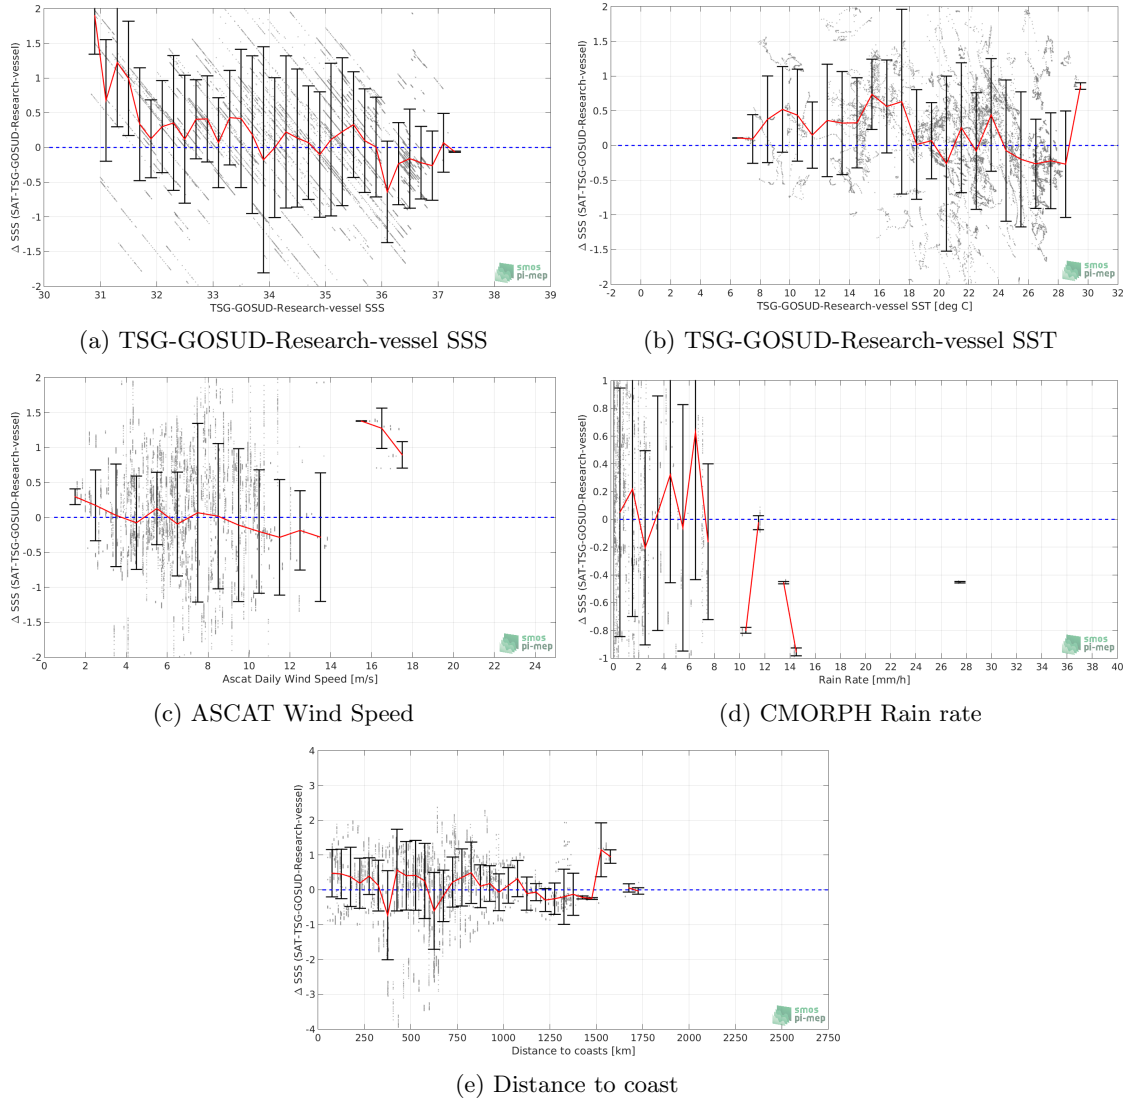 Δ SSS (SAT-TSG-GOSUD-Research-vessel)
2
1.5
1
0.5
0
-0.5
-1
-1.5
-2
30 31 32 33 34 35 36 37 38 39
TSG-GOSUD-Research-vessel SSS
smos
pi-mep
(a) TSG-GOSUD-Research-vessel SSS
Δ SSS (SAT-TSG-GOSUD-Research-vessel)
2
1.5
1
0.5
0
-0.5
-1
-1.5
-2
-2 0 2 4 6 8 10 12 14 16 18 20 22 24 26 28 30 32
TSG-GOSUD-Research-vessel SST [deg C]
smos
pi-mep
(b) TSG-GOSUD-Research-vessel SST
Δ SSS (SAT-TSG-GOSUD-Research-vessel)
2
1.5
1
0.5
0
-0.5
-1
-1.5
-2
0 2 4 6 8 10 12 14 16 18 20 22 24
Ascat Daily Wind Speed [m/s]
smos
pi-mep
(c) ASCAT Wind Speed
Δ SSS (SAT-TSG-GOSUD-Research-vessel)
1
0.8
0.6
0.4
0.2
0
-0.2
-0.4
-0.6
-0.8
-1
0 2 4 6 8 10 12 14 16 18 20 22 24 26 28 30 32 34 36 38 40
Rain Rate [mm/h]
smos
pi-mep
(d) CMORPH Rain rate
Δ SSS (SAT-TSG-GOSUD-Research-vessel)
4
3
2
1
0
-1
-2
-3
-4
0 250 500 750 1000 1250 1500 1750 2000 2250 2500 2750
Distance to coasts [km]
smos
pi-mep
(e) Distance to coast